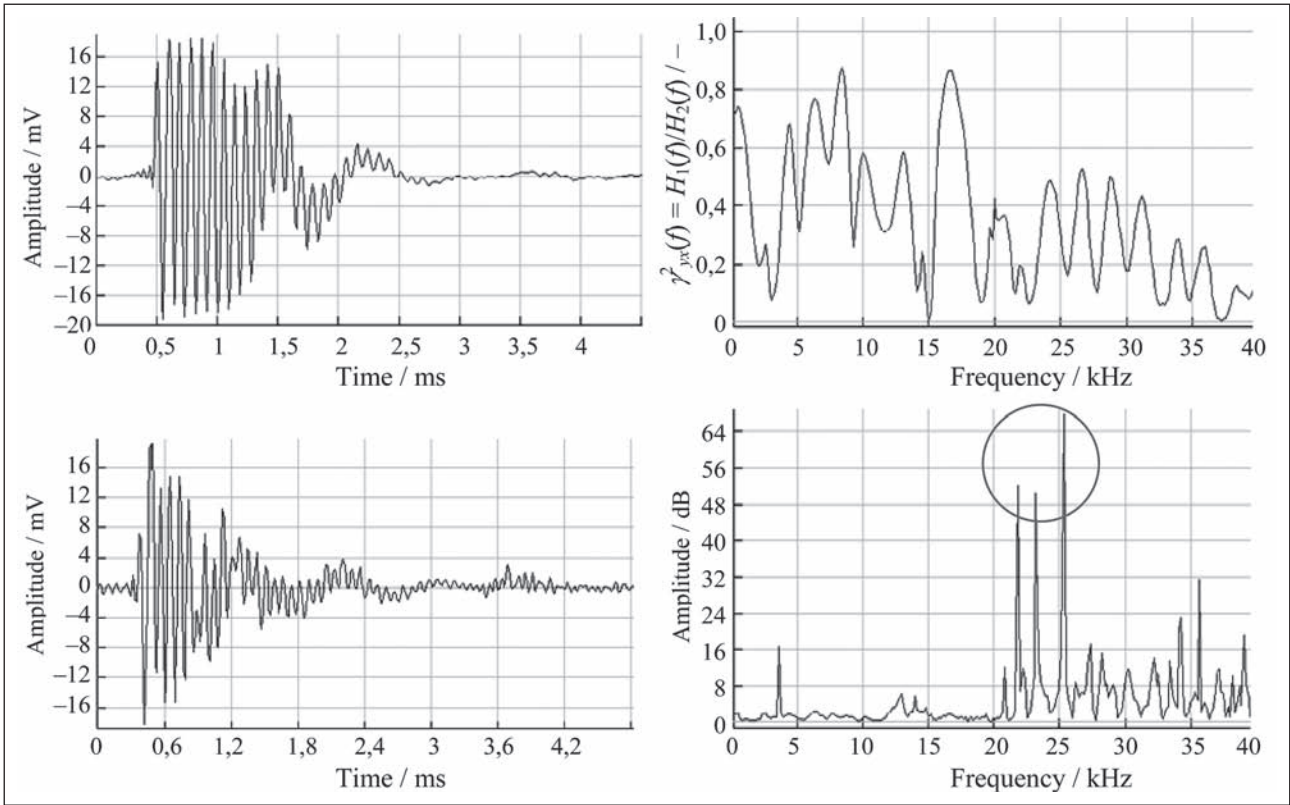 Amplitude / mV
16
12
8
4
0
−4
−8
−12
−16
−20
0 0,5 1 1,5 2 2,5 3,5 4
Time / ms
γ²yx(f) = H1(f)/H2(f) / −
1,0
0,8
0,6
0,4
0,2
0
0 5 10 15 20 25 30 35 40
Frequency / kHz
Amplitude / mV
16
12
8
4
0
−4
−8
−12
−16
0 0,6 1,2 1,8 2,4 3 3,6 4,2
Time / ms
Amplitude / dB
64
56
48
40
32
24
16
8
0
0 5 10 15 20 25 30 35 40
Frequency / kHz